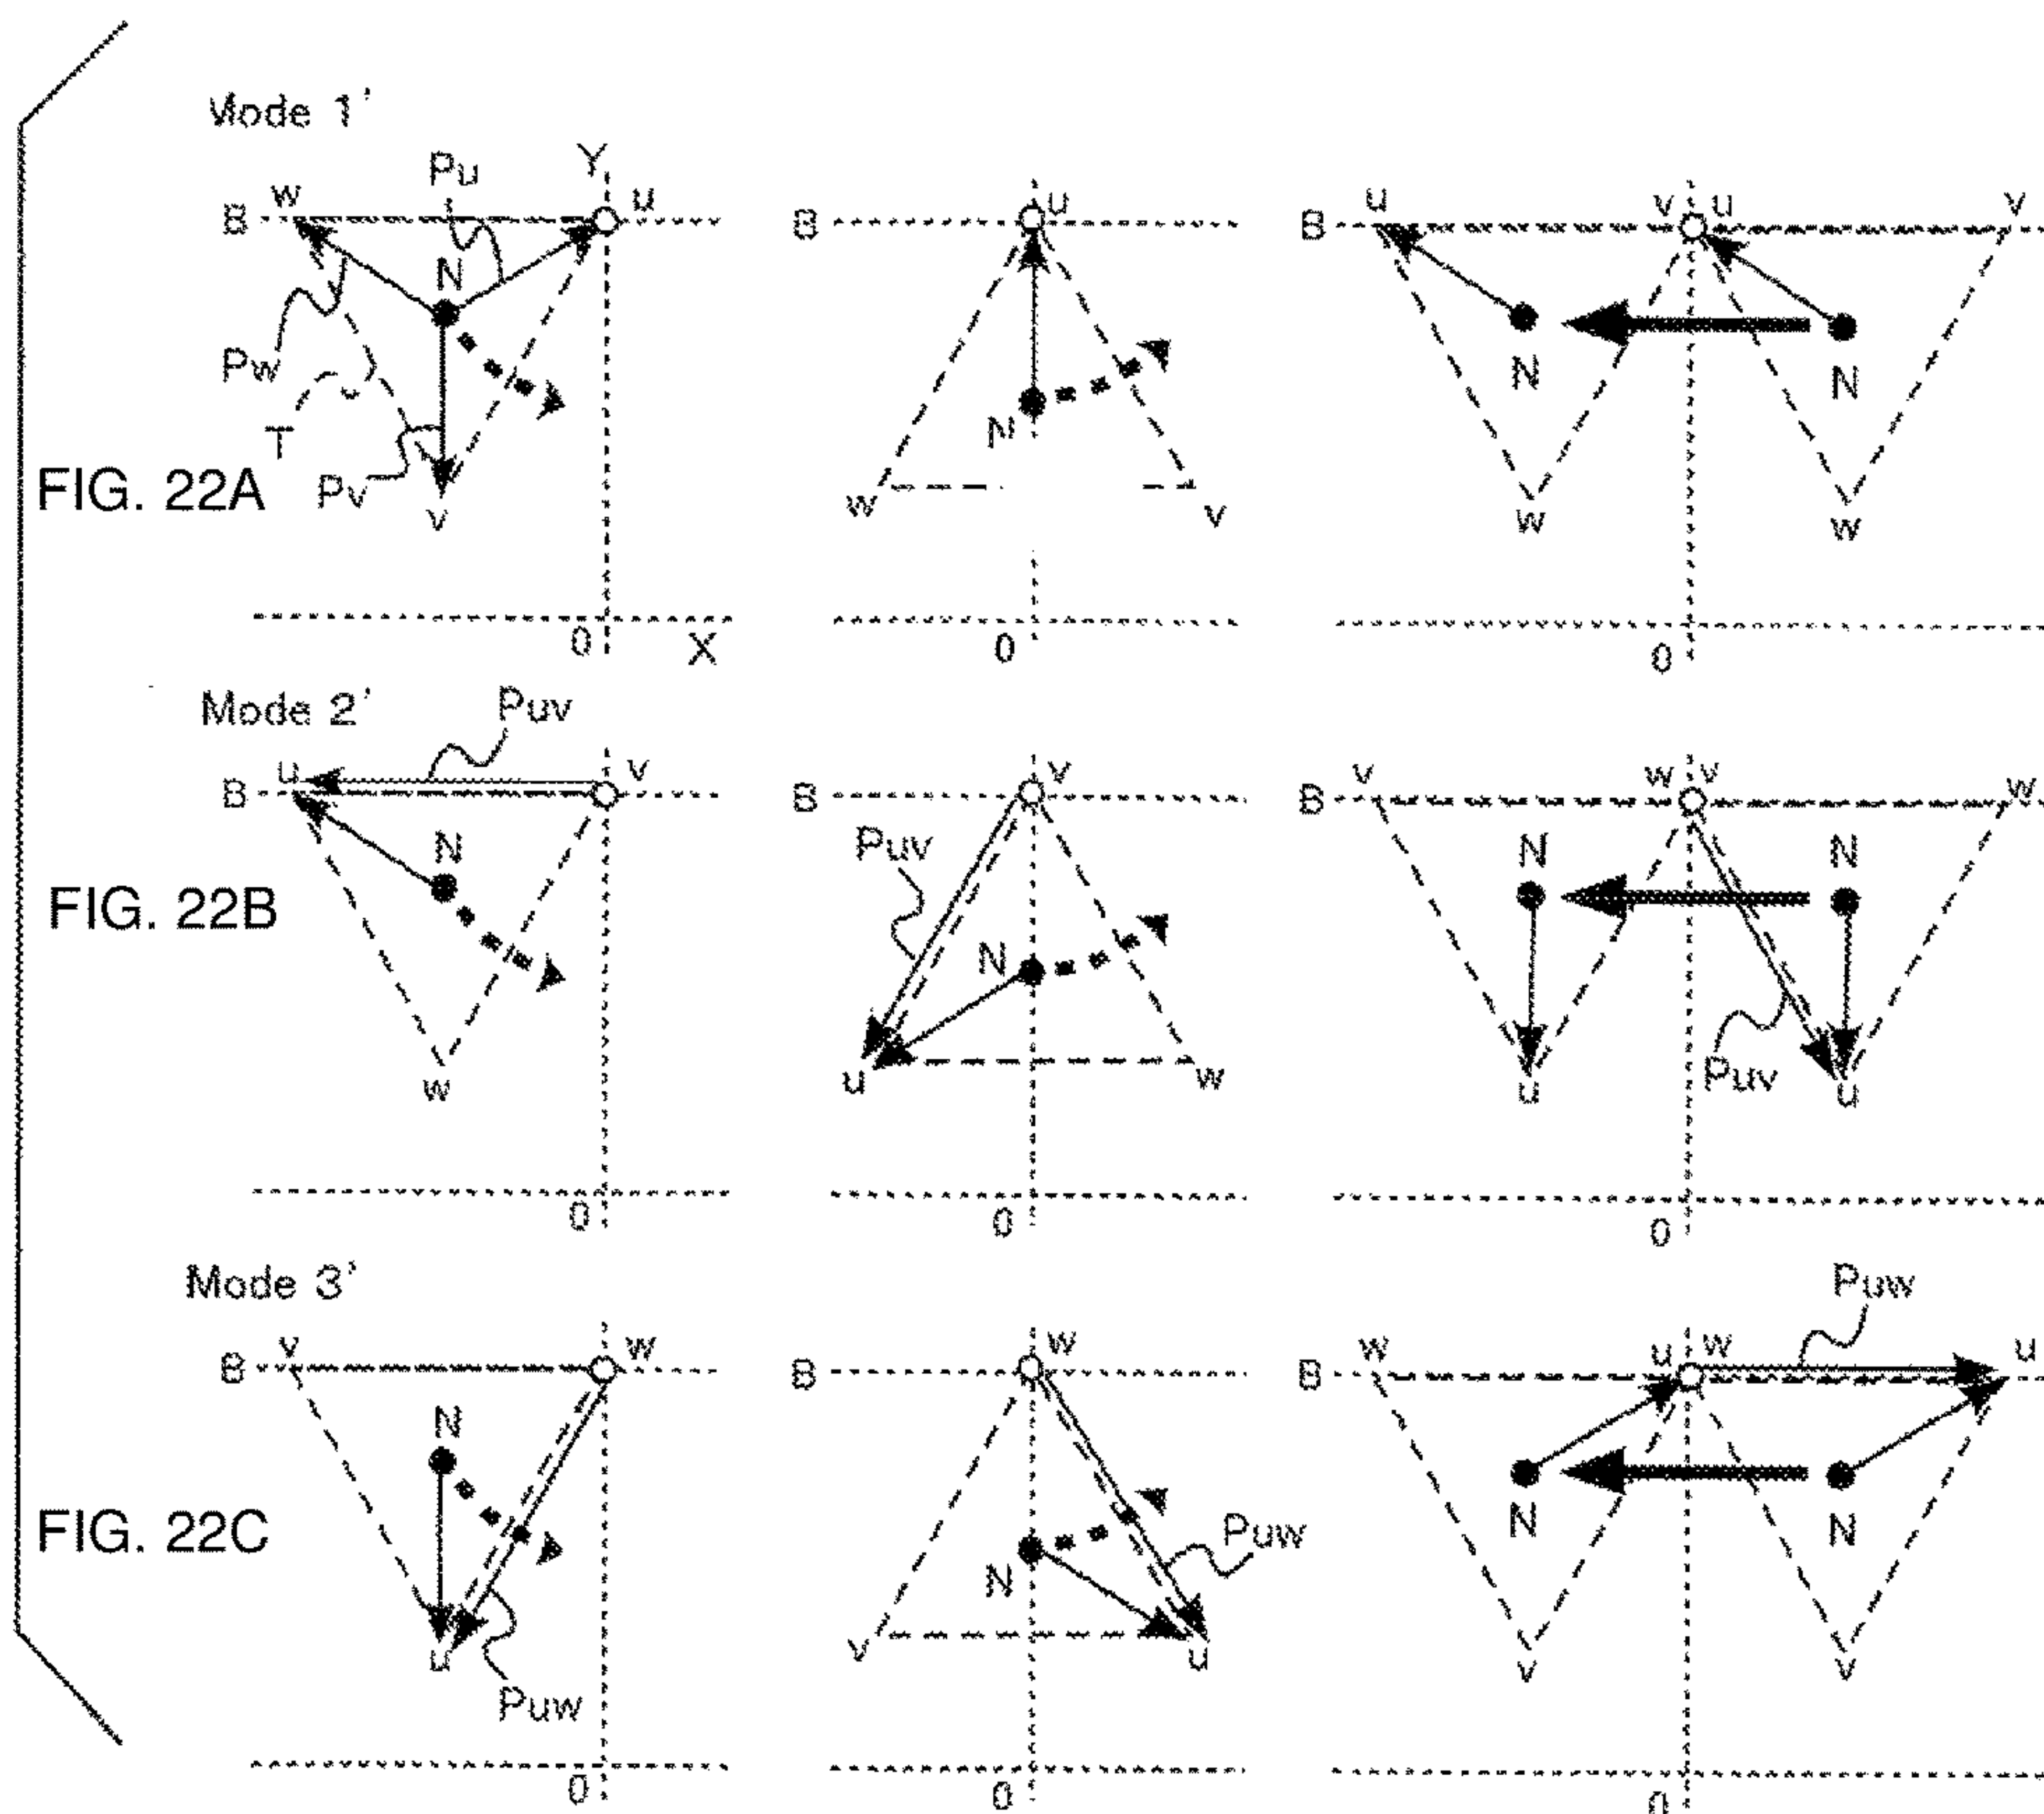 Mode 1'
Pu Y
w u B u u v u v
B B
N
Pw N N N
T
FIG. 22A Pv v w v w w
0 X 0 0
Mode 2' Puv
B u v B v B v w v w
Puv
N N N N
FIG. 22B
w u w u Puv u
0 0 0
Mode 3' Puw
B v w B w B w u w u
N
FIG. 22C N Puw N N
u v u v v
Puw
0 0 0